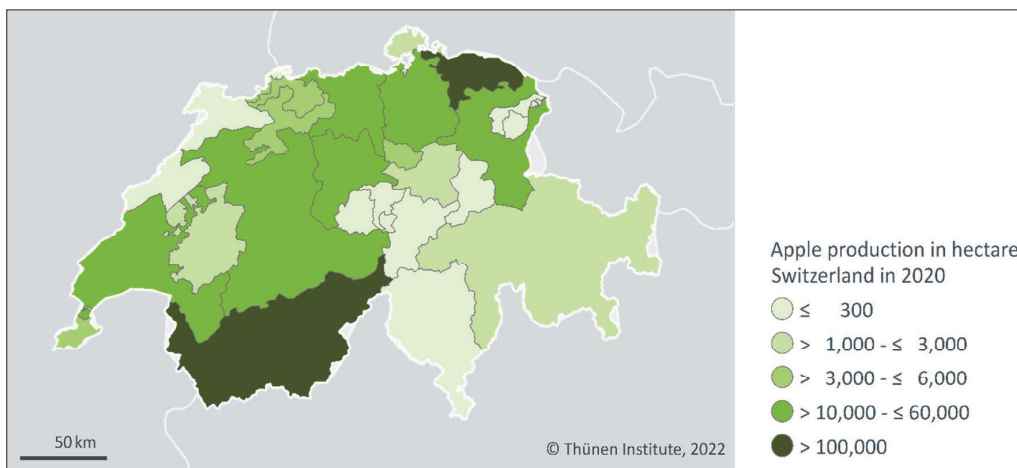 Apple production in hectare
Switzerland in 2020
≤ 300
> 1,000 - ≤ 3,000
> 3,000 - ≤ 6,000
> 10,000 - ≤ 60,000
> 100,000
50 km
© Thünen Institute, 2022